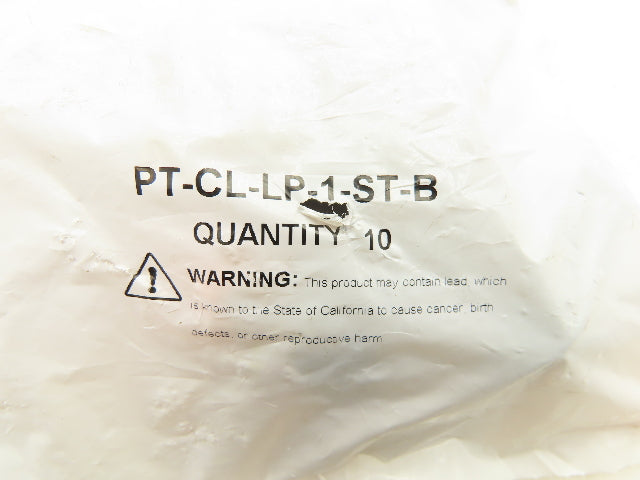 PT-CL-LP-1-ST-B
QUANTITY 10
WARNING: This product may contain lead, which
is known to the State of California to cause cancer, birth
defects, or other reproductive harm